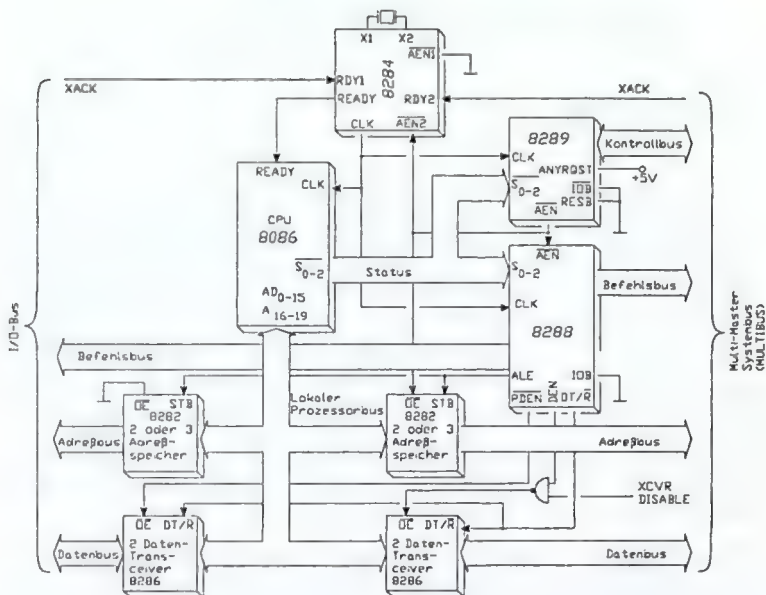 X1 X2
AEN1
8284
RDY1
READY
RDY2
CLK
AEN2
XACK
XACK
8289
CLK
ANYRQST
S0-2
IOB
RESB
AEN
Kontrollbus
+5V
READY
CLK
CPU
8086
S0-2
AD0-15
A16-19
Status
AEN
S0-2
CLK
8288
ALE
IOB
PDEN
DEN
DT/R
Befehlsbus
Befehlsbus
I/O-Bus
Multi-Master
Systembus
(MULTIBUS)
Lokaler
Prozessorbus
OE STB
8282
2 oder 3
Adreß-
speicher
OE STB
8282
2 oder 3
Adreß-
speicher
Adreßbus
Adreßbus
XCVR
DISABLE
OE DT/R
2 Daten-
Trans-
ceiver
8286
OE DT/R
2 Daten-
Trans-
ceiver
8286
Datenbus
Datenbus